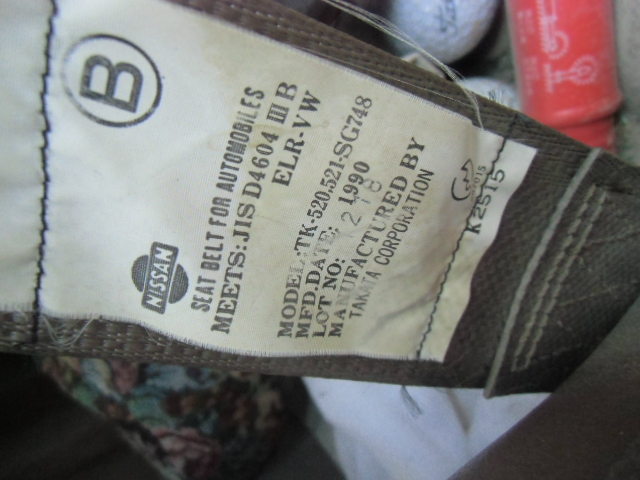 B
NISSAN
SEAT BELT FOR AUTOMOBILES
MEETS: JIS D4604 III B
ELR-VW
MODEL: TK-520,521-SG748
MFD.DATE: 1990
LOT NO: 1218
MANUFACTURED BY
TAKATA CORPORATION
K2515